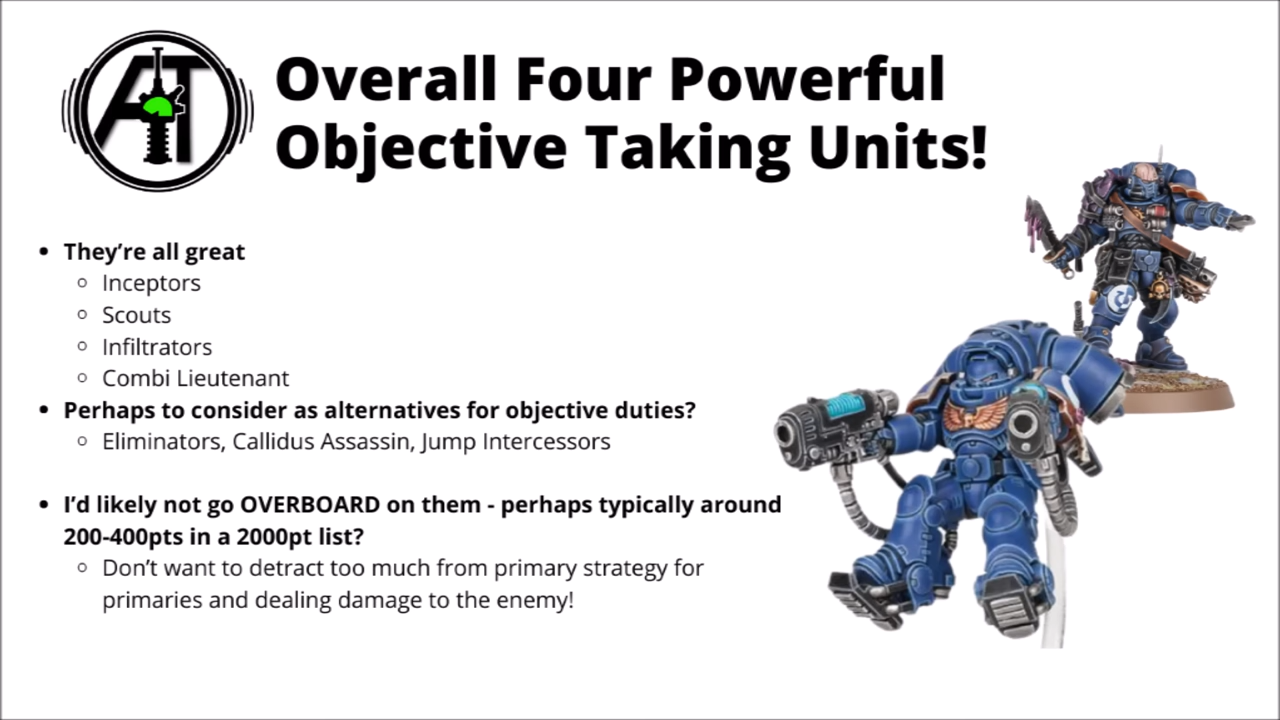 AT
Overall Four Powerful
Objective Taking Units!
• They're all great
○ Inceptors
○ Scouts
○ Infiltrators
○ Combi Lieutenant
• Perhaps to consider as alternatives for objective duties?
○ Eliminators, Callidus Assassin, Jump Intercessors
• I'd likely not go OVERBOARD on them - perhaps typically around
200-400pts in a 2000pt list?
○ Don't want to detract too much from primary strategy for
primaries and dealing damage to the enemy!